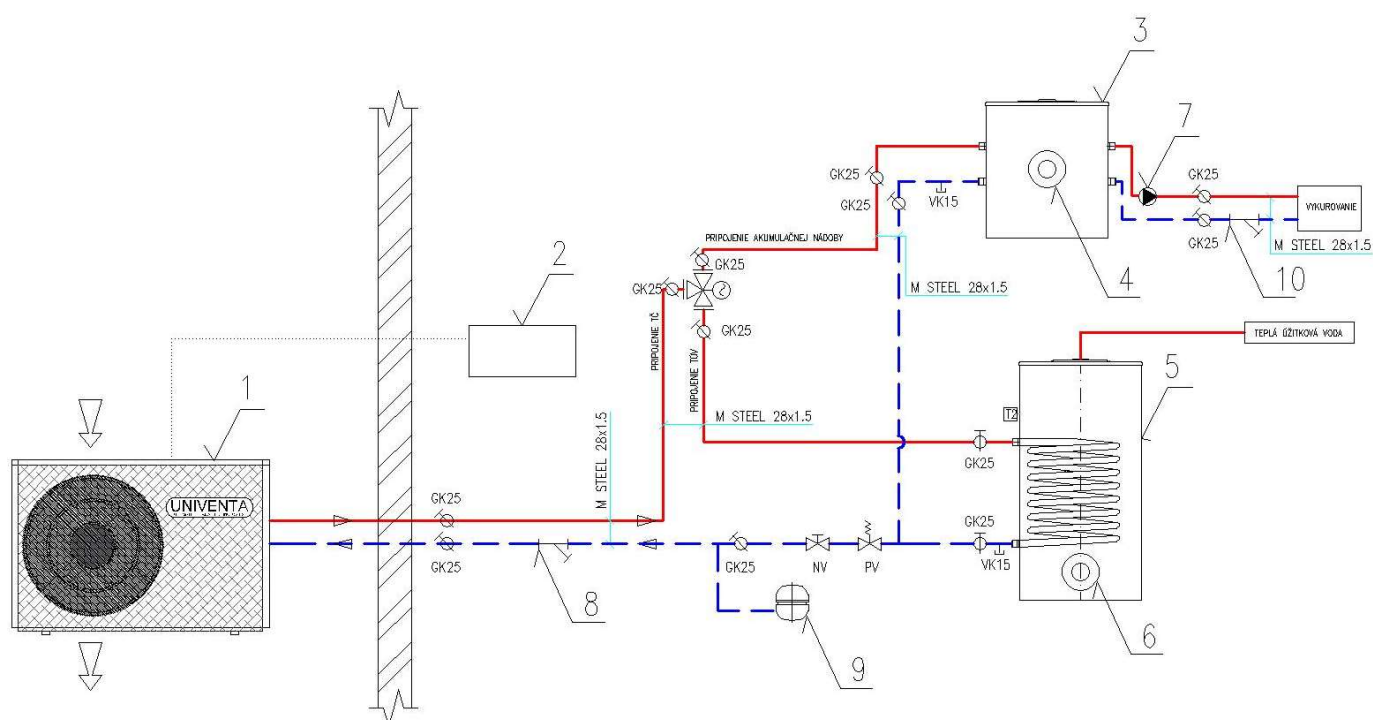 3
7
GK25
GK25
GK25
VK15
VYKUROVANIE
GK25
M STEEL 28x1.5
10
4
PRIPOJENIE AKUMULAČNEJ NÁDOBY
2
GK25
GK25
M STEEL 28x1.5
GK25
TEPLÁ ÚŽITKOVÁ VODA
PRIPOJENIE TČ
PRIPOJENIE TÚV
5
1
T2
M STEEL 28x1.5
M STEEL 28x1.5
GK25
UNIVENTA
GK25
GK25
GK25
GK25
NV
PV
VK15
8
9
6